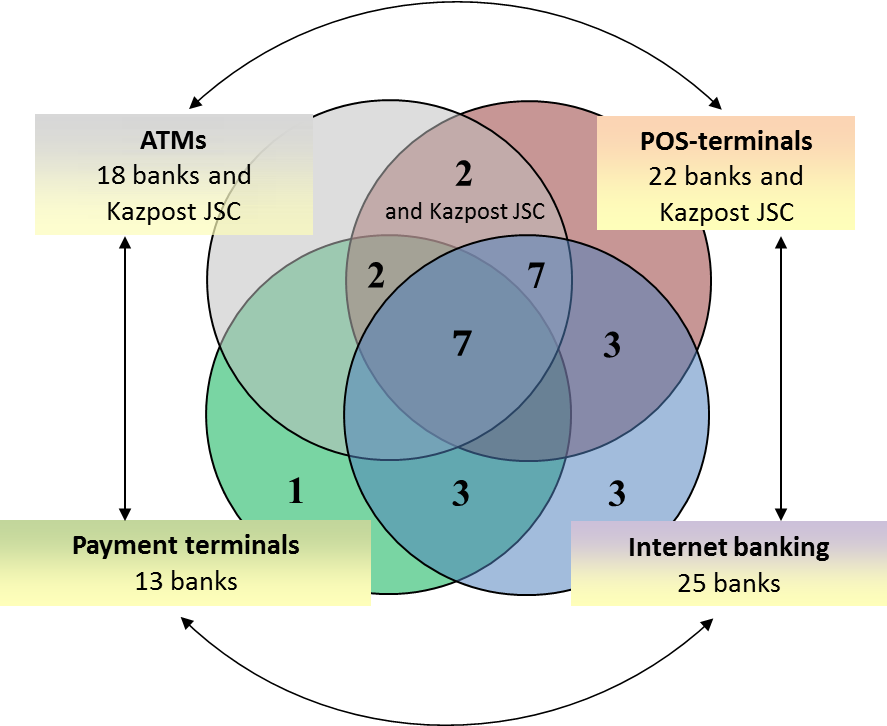 ATMs
18 banks and
Kazpost JSC
POS-terminals
22 banks and
Kazpost JSC
2
and Kazpost JSC
2
7
7
3
1
3
3
Payment terminals
13 banks
Internet banking
25 banks